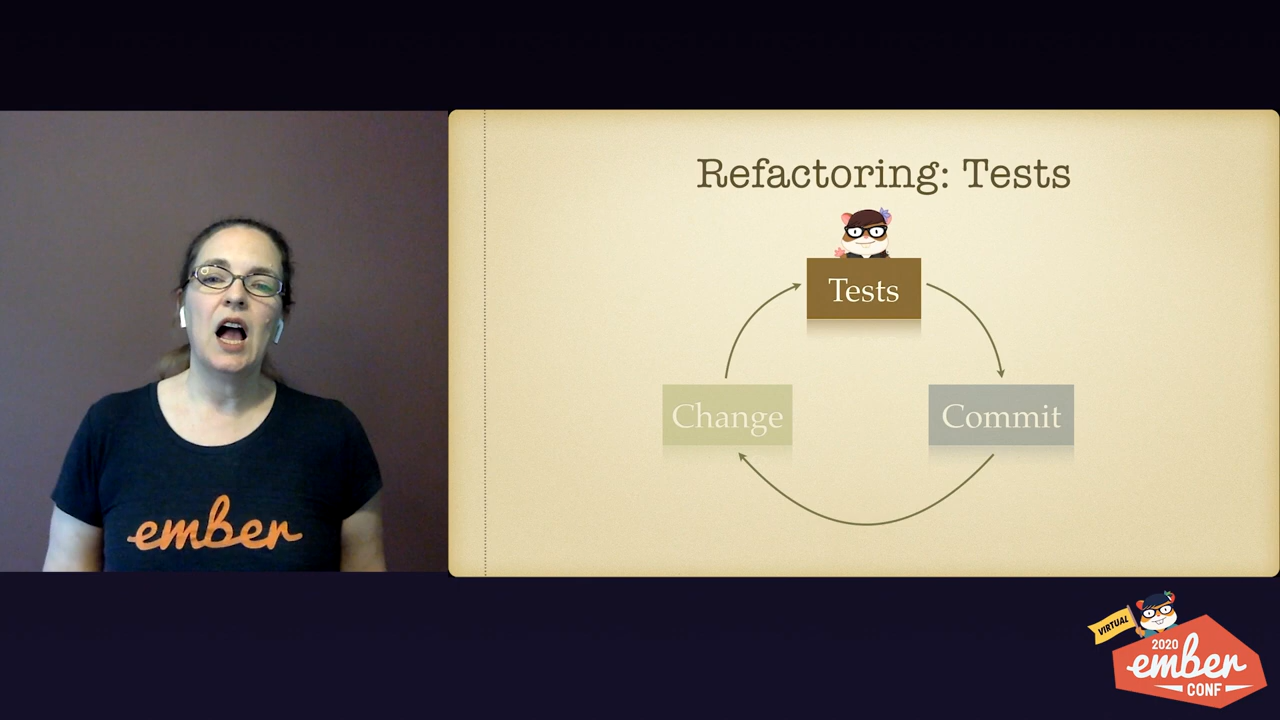 Refactoring: Tests
Tests
Change
Commit
ember
VIRTUAL
2020
ember
CONF